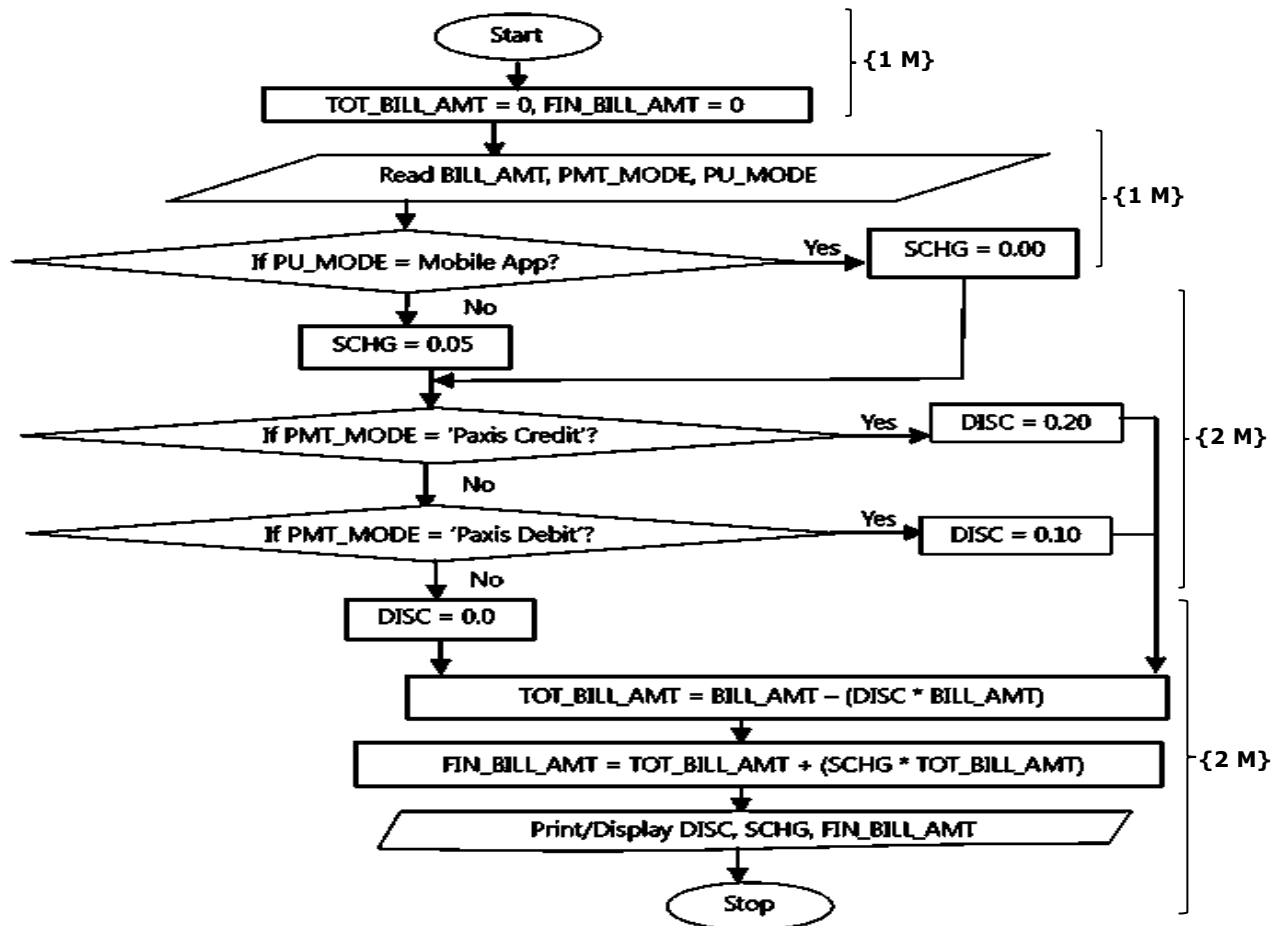 Start
{1 M}
TOT_BILL_AMT = 0, FIN_BILL_AMT = 0
Read BILL_AMT, PMT_MODE, PU_MODE
{1 M}
If PU_MODE = Mobile App?
Yes
SCHG = 0.00
No
SCHG = 0.05
If PMT_MODE = 'Paxis Credit'?
Yes
DISC = 0.20
{2 M}
No
If PMT_MODE = 'Paxis Debit'?
Yes
DISC = 0.10
No
DISC = 0.0
TOT_BILL_AMT = BILL_AMT – (DISC * BILL_AMT)
FIN_BILL_AMT = TOT_BILL_AMT + (SCHG * TOT_BILL_AMT)
{2 M}
Print/Display DISC, SCHG, FIN_BILL_AMT
Stop